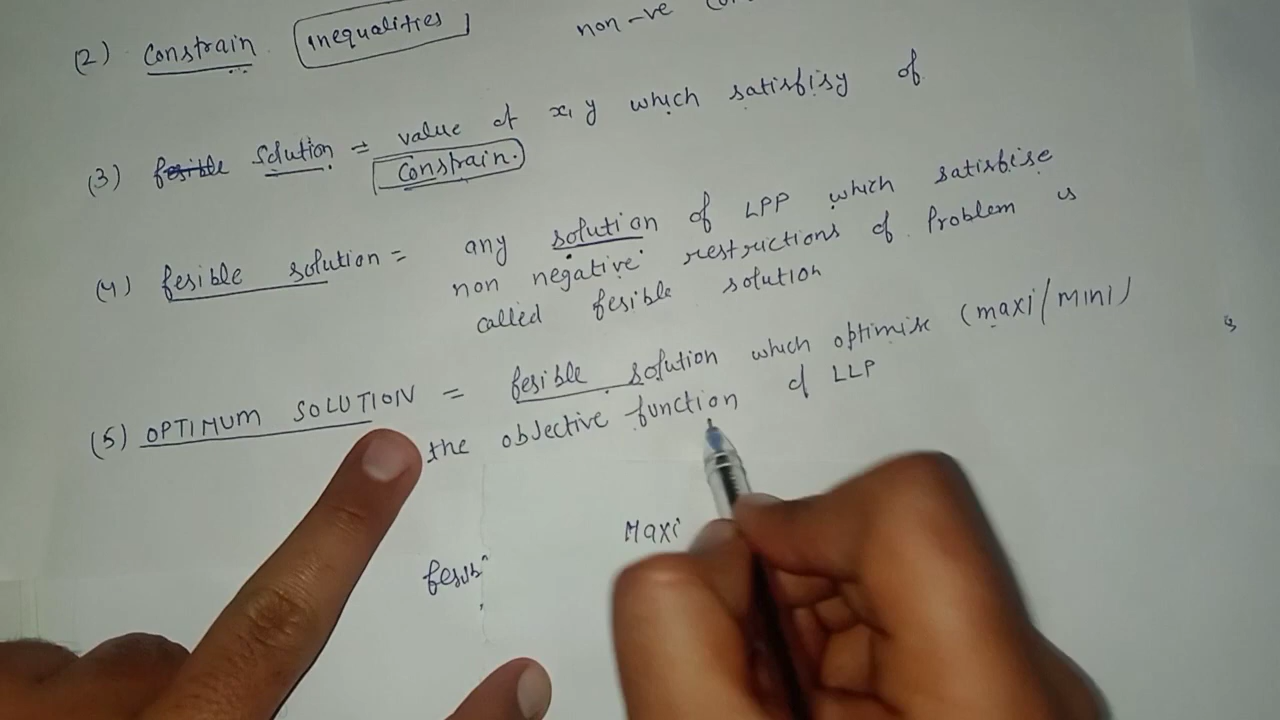 (2) Constrain inequalities non-ve
(3) fesible solution = value of x, y which satisfisy of
Constrain.
(4) fesible solution = any solution of LPP which satisfise
non negative restrictions of Problem is
called fesible solution
(5) OPTIMUM SOLUTION = fesible solution which optimise (maxi/Mini)
the objective function of LLP
Maxi